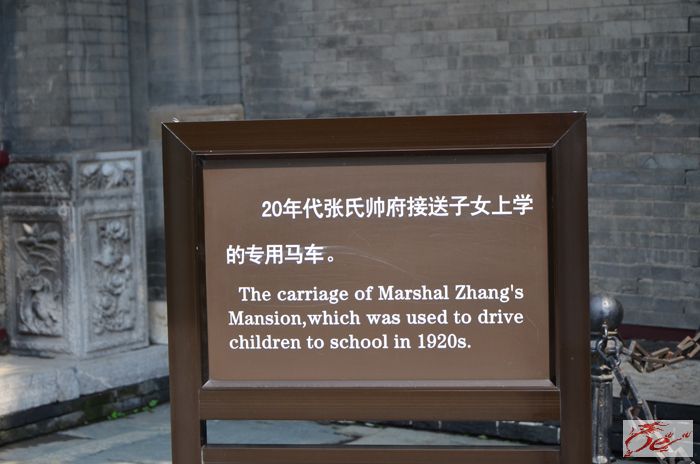 20年代张氏帅府接送子女上学
的专用马车。
The carriage of Marshal Zhang's
Mansion,which was used to drive
children to school in 1920s.